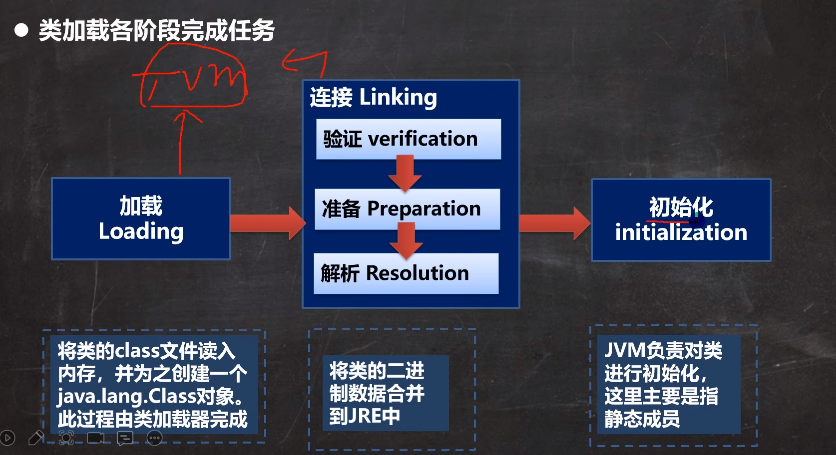 类加载各阶段完成任务
JVM
连接 Linking
验证 verification
准备 Preparation
解析 Resolution
加载
Loading
初始化
initialization
将类的class文件读入
内存，并为之创建一个
java.lang.Class对象。
此过程由类加载器完成
将类的二进
制数据合并
到JRE中
JVM负责对类
进行初始化，
这里主要是指
静态成员